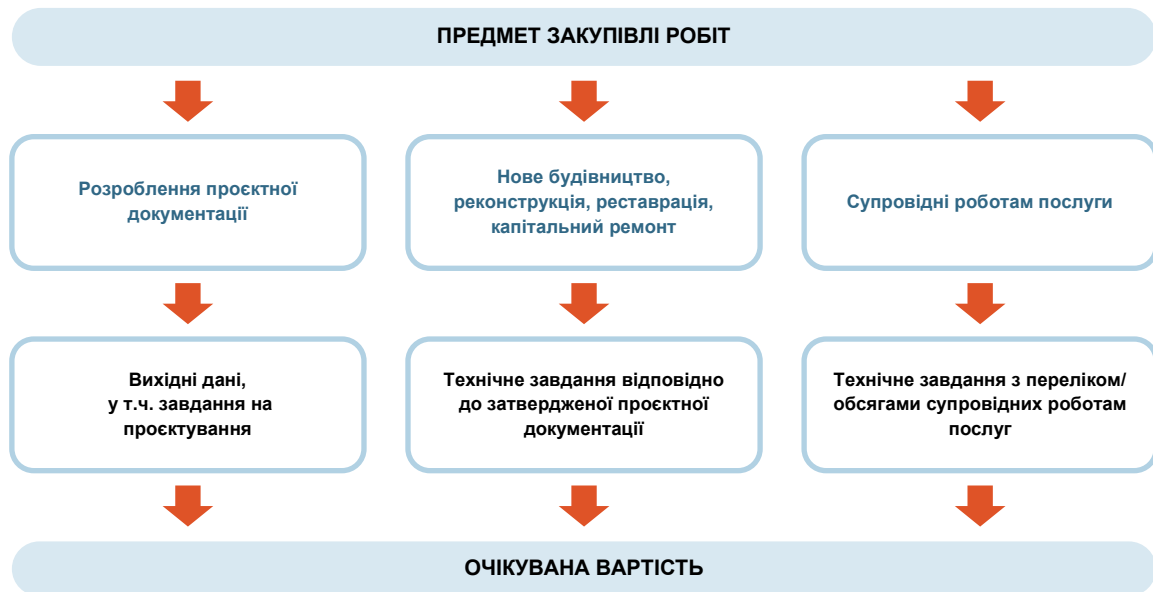 ПРЕДМЕТ ЗАКУПІВЛІ РОБІТ
Розроблення проєктної
документації
Нове будівництво,
реконструкція, реставрація,
капітальний ремонт
Супровідні роботам послуги
Вихідні дані,
у т.ч. завдання на
проєктування
Технічне завдання відповідно
до затвердженої проєктної
документації
Технічне завдання з переліком/
обсягами супровідних роботам
послуг
ОЧІКУВАНА ВАРТІСТЬ